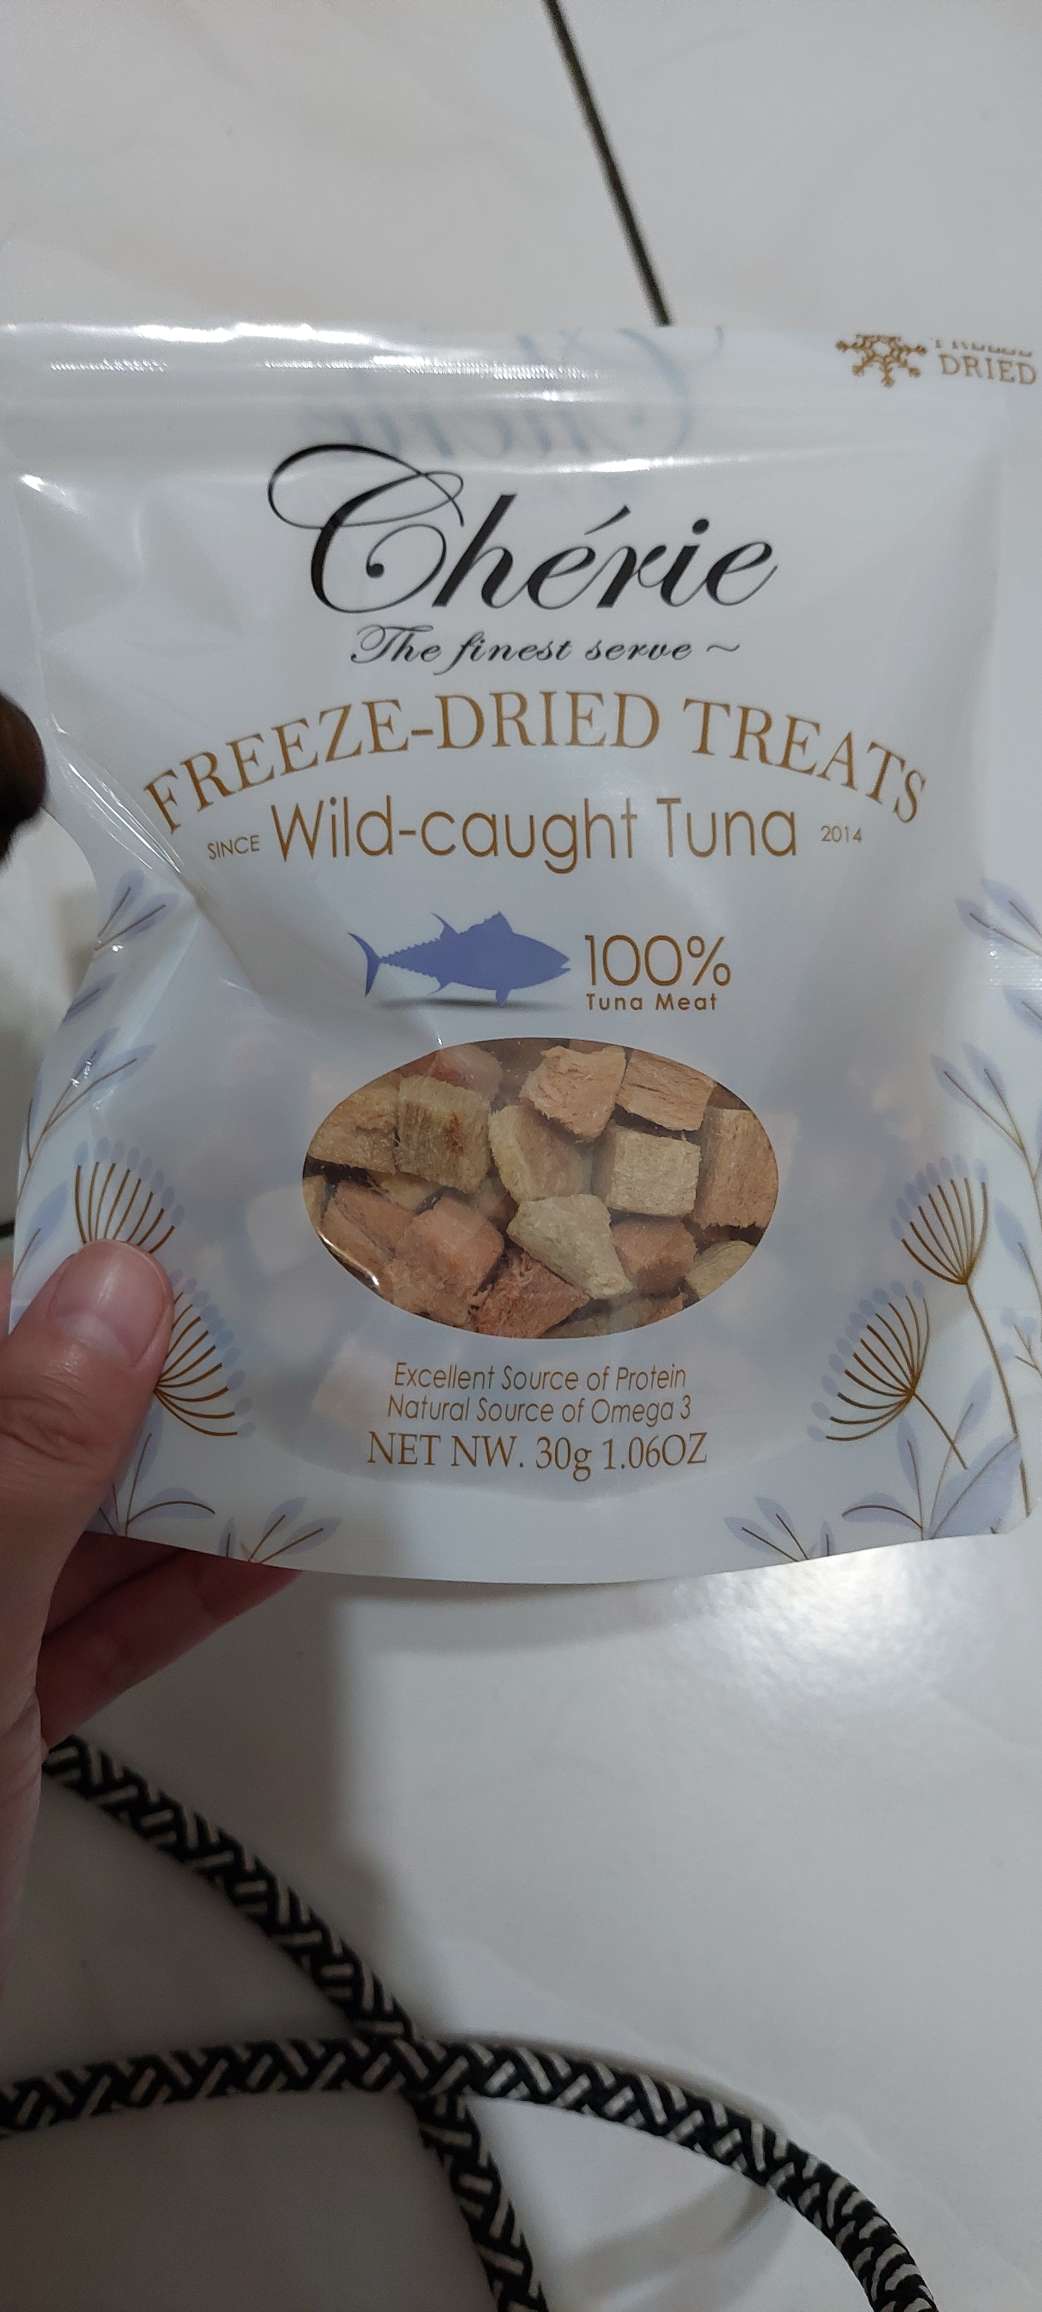 DRIED
Chérie
The finest serve ~
FREEZE-DRIED TREATS
SINCE Wild-caught Tuna 2014
100%
Tuna Meat
Excellent Source of Protein
Natural Source of Omega 3
NET NW. 30g 1.06OZ